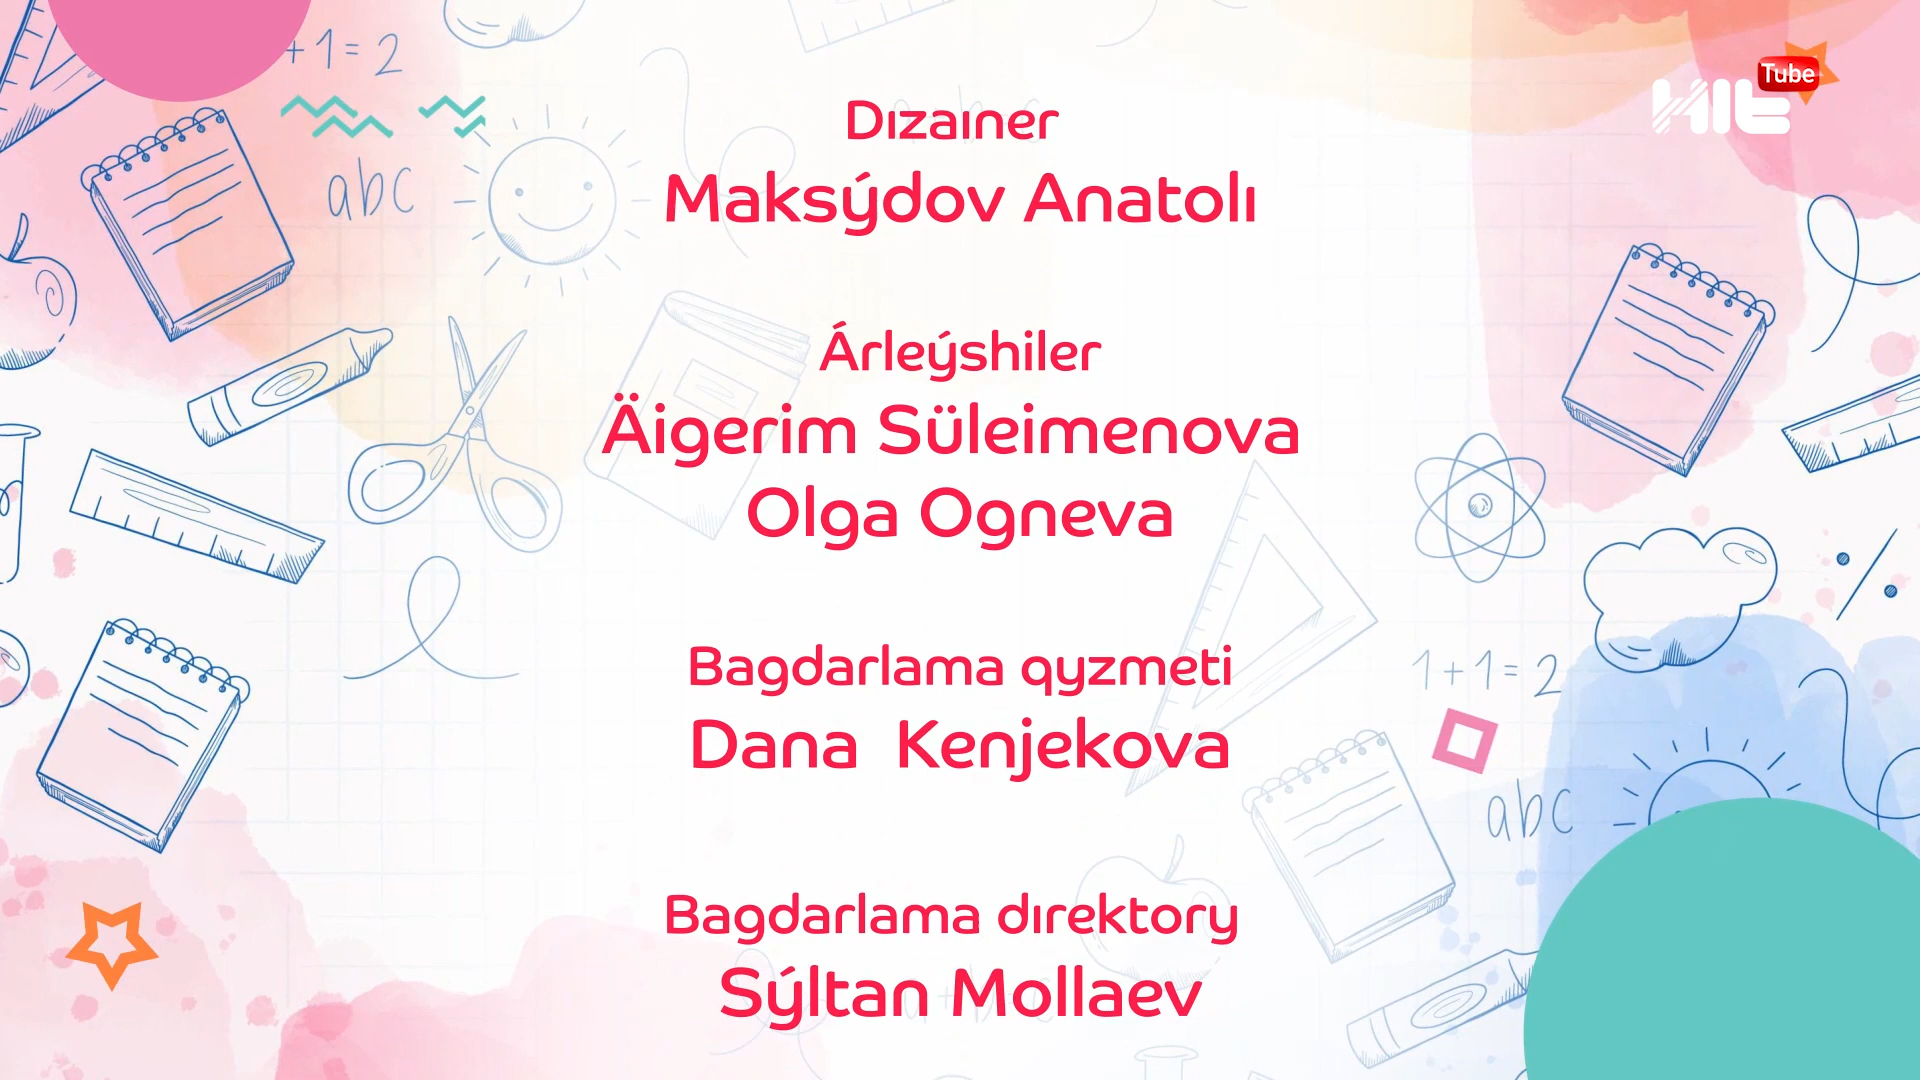 + 1 = 2
Tube
HIt
abc
Dızaıner
Maksýdov Anatolı
Árleýshiler
Äigerim Süleimenova
Olga Ogneva
Bagdarlama qyzmeti
Dana Kenjekova
1 + 1 = 2
abc
Bagdarlama dırektory
Sýltan Mollaev